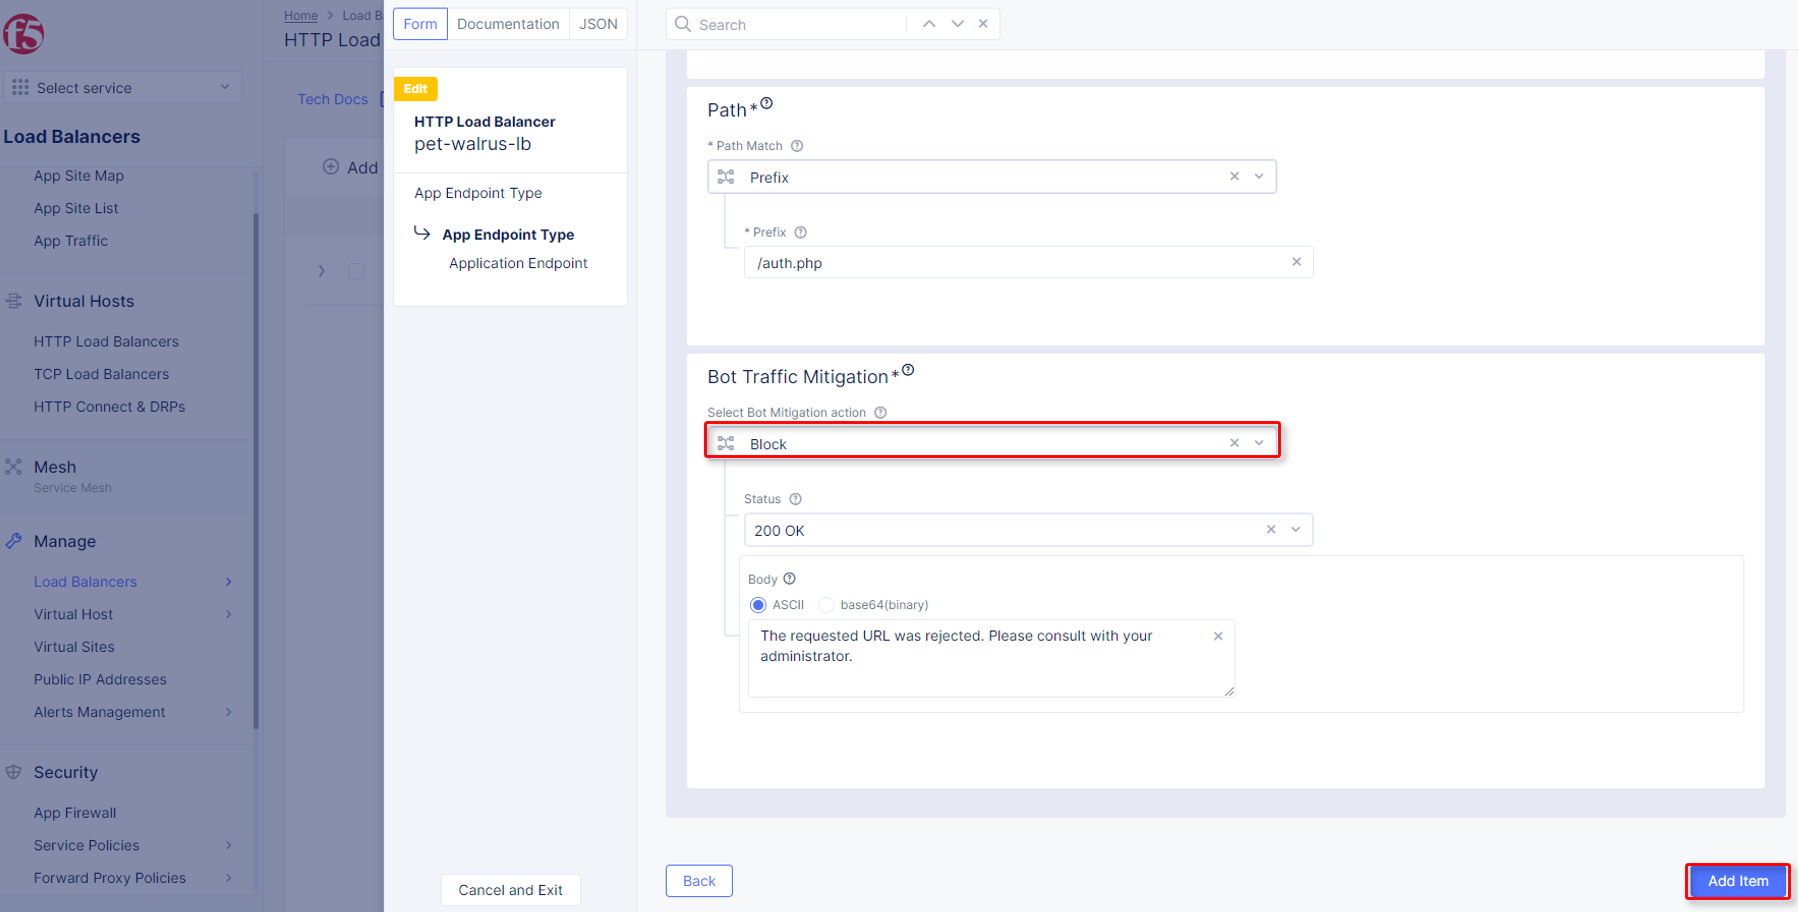 f5
Select service
Load Balancers
App Site Map
App Site List
App Traffic
Virtual Hosts
HTTP Load Balancers
TCP Load Balancers
HTTP Connect & DRPs
Mesh
Service Mesh
Manage
Load Balancers
Virtual Host
Virtual Sites
Public IP Addresses
Alerts Management
Security
App Firewall
Service Policies
Forward Proxy Policies
Home > Load B
HTTP Load
Tech Docs
Add
Form Documentation JSON
Edit
HTTP Load Balancer
pet-walrus-lb
App Endpoint Type
App Endpoint Type
Application Endpoint
Cancel and Exit
Search
Path*
* Path Match
Prefix
* Prefix
/auth.php
Bot Traffic Mitigation*
Select Bot Mitigation action
Block
Status
200 OK
Body
ASCII base64(binary)
The requested URL was rejected. Please consult with your
administrator.
Back
Add Item